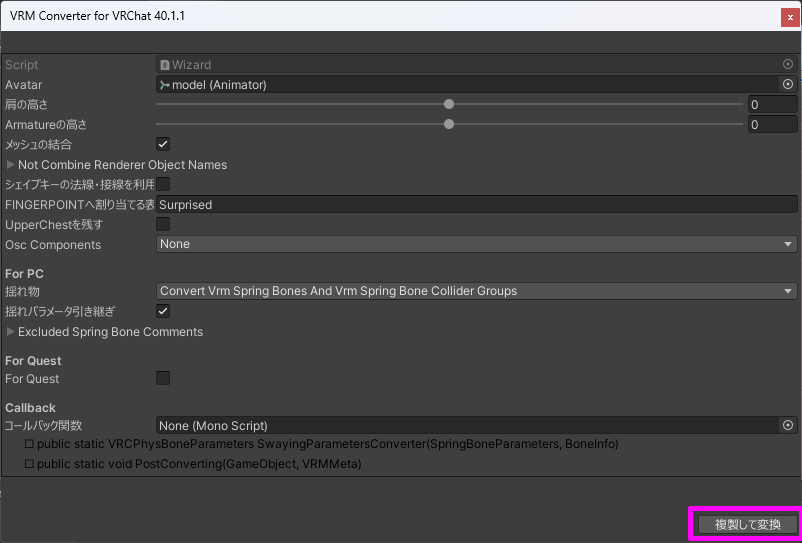 VRM Converter for VRChat 40.1.1
Script Wizard
Avatar model (Animator)
肩の高さ 0
Armatureの高さ 0
メッシュの結合
Not Combine Renderer Object Names
シェイプキーの法線・接線を利用
FINGERPOINTへ割り当てる表 Surprised
UpperChestを残す
Osc Components None
For PC
揺れ物 Convert Vrm Spring Bones And Vrm Spring Bone Collider Groups
揺れパラメータ引き継ぎ
Excluded Spring Bone Comments
For Quest
For Quest
Callback
コールバック関数 None (Mono Script)
☐ public static VRCPhysBoneParameters SwayingParametersConverter(SpringBoneParameters, BoneInfo)
☐ public static void PostConverting(GameObject, VRMMeta)
複製して変換